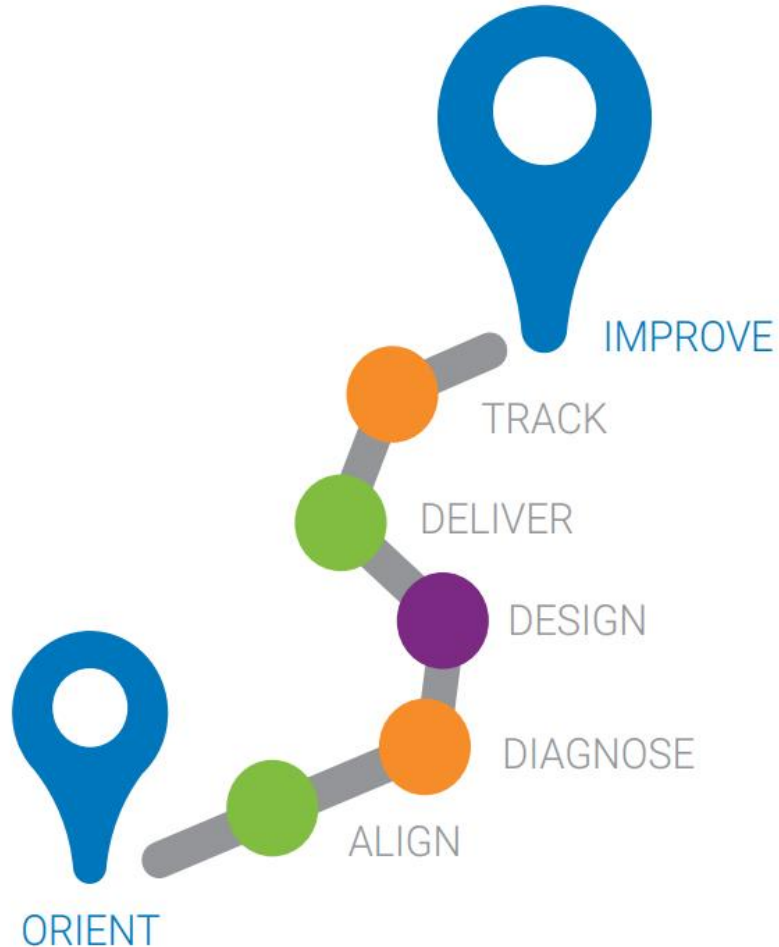 IMPROVE
TRACK
DELIVER
DESIGN
DIAGNOSE
ALIGN
ORIENT